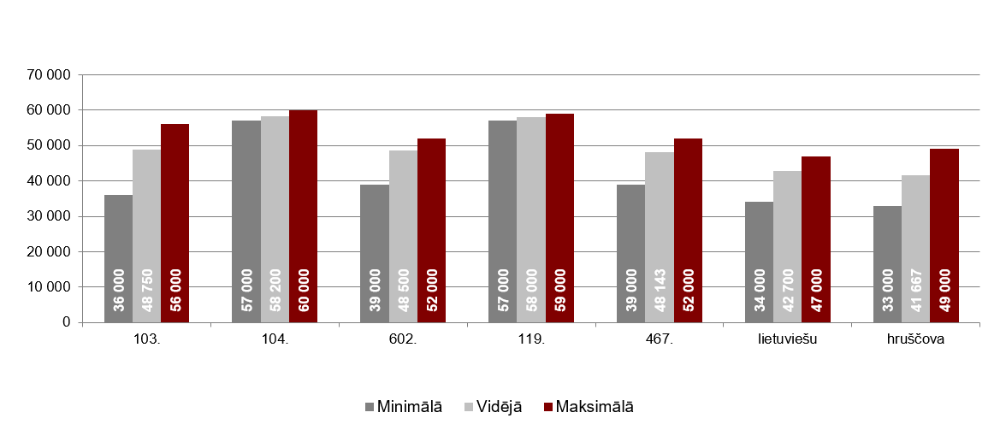 70 000
60 000
50 000
40 000
30 000
20 000
10 000
0
36 000 48 750 56 000 57 000 58 200 60 000 39 000 48 500 52 000 57 000 58 000 59 000 39 000 48 143 52 000 34 000 42 700 47 000 33 000 41 667 49 000
103. 104. 602. 119. 467. lietuviešu hruščova
Minimālā Vidējā Maksimālā